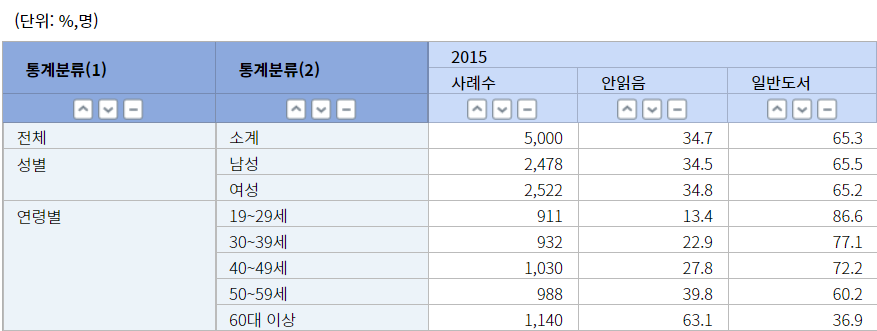 (단위: %,명)
통계분류(1) 통계분류(2) 2015
사례수 안읽음 일반도서
전체 소계 5,000 34.7 65.3
성별 남성 2,478 34.5 65.5
여성 2,522 34.8 65.2
연령별 19~29세 911 13.4 86.6
30~39세 932 22.9 77.1
40~49세 1,030 27.8 72.2
50~59세 988 39.8 60.2
60대 이상 1,140 63.1 36.9